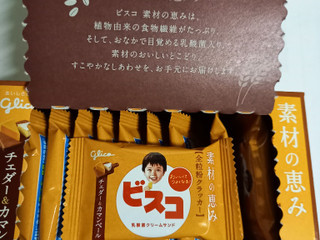 ビスコ 素材の恵みは、
植物由来の食物繊維がたっぷり。
そして、おなかで目覚める乳酸菌入り。
素材のおいしいとこどり。
すこやかなしあわせを、お手元にお届けします。
glico
チェダー&カマン
glico
ビスコ
乳酸菌クリームサンド
チェダー&カマンベール
素材の恵み
[全粒粉クラッカー]
素材の恵み